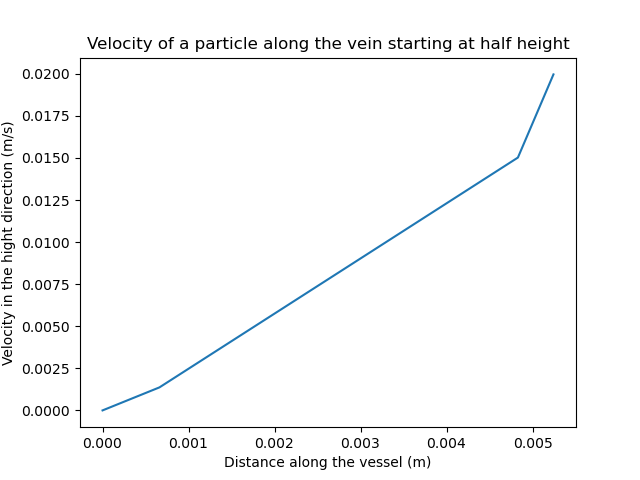 Velocity of a particle along the vein starting at half height
Velocity in the hight direction (m/s)
0.0200
0.0175
0.0150
0.0125
0.0100
0.0075
0.0050
0.0025
0.0000
0.000 0.001 0.002 0.003 0.004 0.005
Distance along the vessel (m)